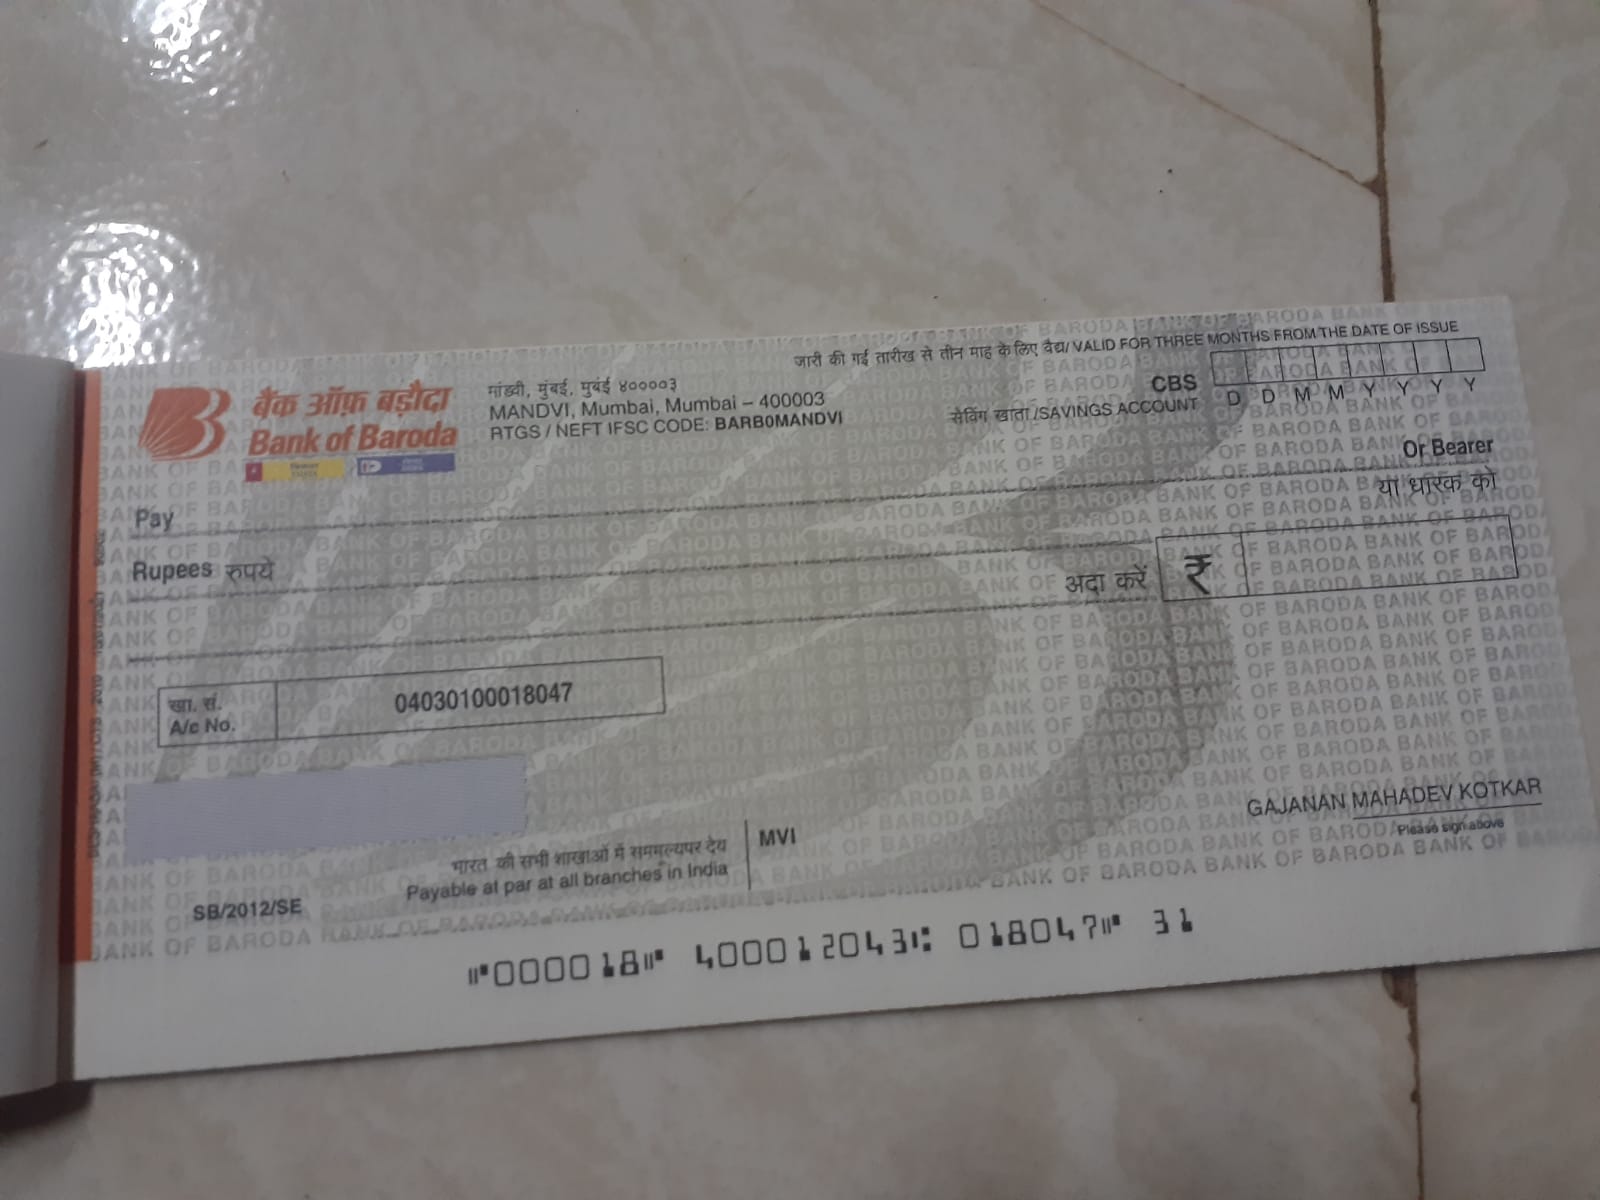 जारी की गई तारीख से तीन माह के लिए वैद्य/ VALID FOR THREE MONTHS FROM THE DATE OF ISSUE
बैंक ऑफ़ बड़ौदा
Bank of Baroda
मांडवी, मुंबई, मुंबई ४००००३
MANDVI, Mumbai, Mumbai – 400003
RTGS / NEFT IFSC CODE: BARB0MANDVI
CBS
सेविंग खाता /SAVINGS ACCOUNT
D D M M Y Y Y Y
Pay
Or Bearer
या धारक को
Rupees रुपये
अदा करें ₹
खा. सं.
A/c No.
04030100018047
GAJANAN MAHADEV KOTKAR
Please sign above
भारत की सभी शाखाओं में सममूल्यपर देय
Payable at par at all branches in India
MVI
SB/2012/SE
⑈000018⑈ 400012043⑆ 018047⑈ 31